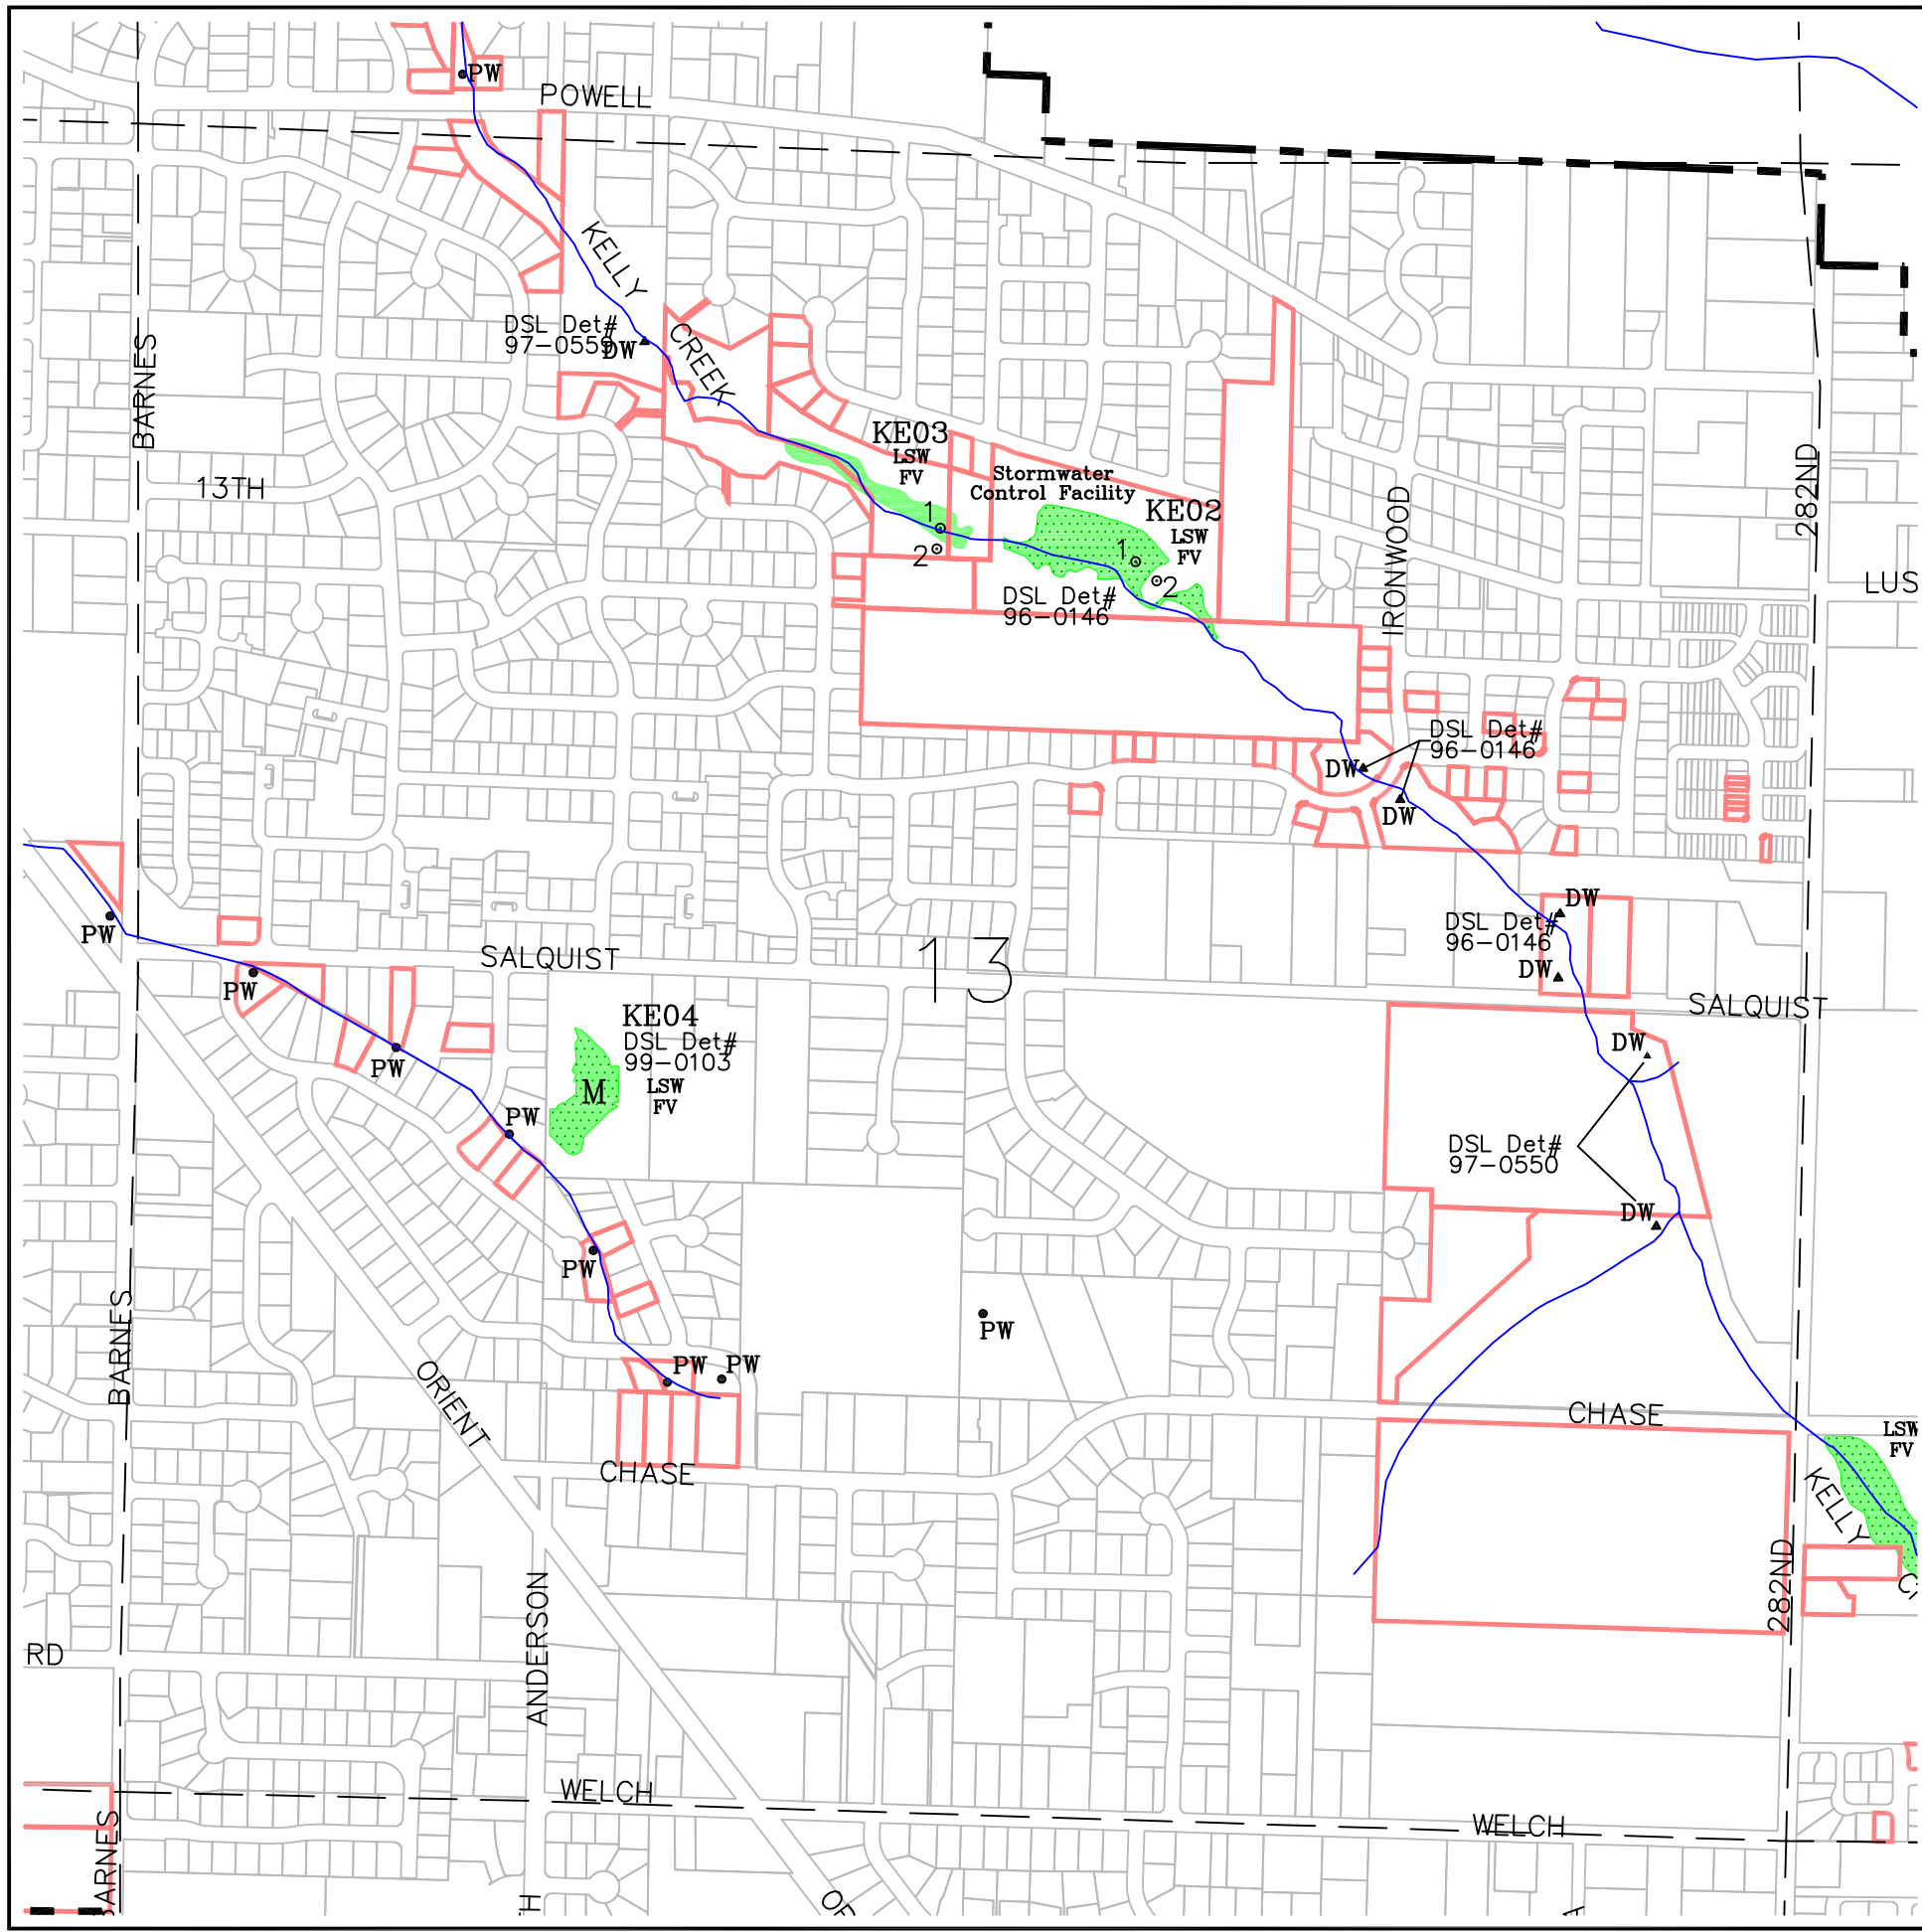 PW
POWELL
KELLY
CREEK
DSL Det#
97-0559
DW
BARNES
13TH
KE03
LSW
FV
Stormwater
Control Facility
KE02
LSW
FV
1
2
1
2
DSL Det#
96-0146
IRONWOOD
282ND
LUS
DSL Det#
96-0146
DW
DW
DW
DSL Det#
96-0146
DW
PW
SALQUIST
13
PW
SALQUIST
KE04
DSL Det#
99-0103
LSW
FV
M
PW
DW
PW
DSL Det#
97-0550
DW
PW
BARNES
PW
PW
PW
ORIENT
CHASE
CHASE
LSW
FV
KELLY
282ND
ANDERSON
RD
WELCH
WELCH